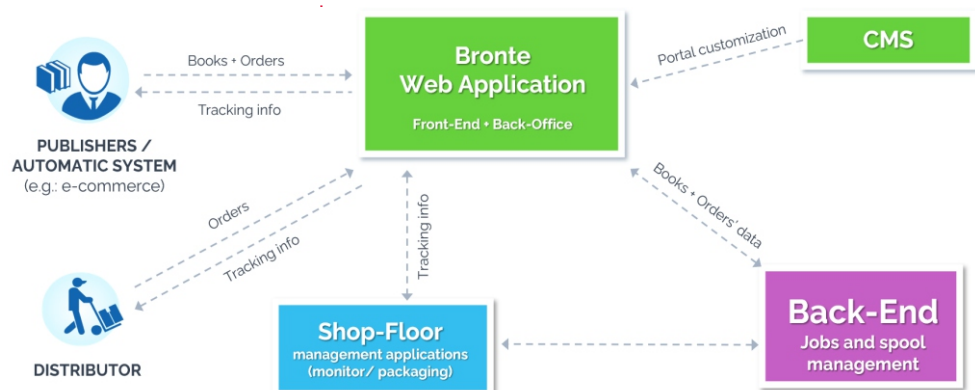 Books + Orders
Tracking info
PUBLISHERS /
AUTOMATIC SYSTEM
(e.g.: e-commerce)
Bronte
Web Application
Front-End + Back-Office
Portal customization
CMS
Orders
Tracking info
Tracking info
Books + Orders' data
DISTRIBUTOR
Shop-Floor
management applications
(monitor/ packaging)
Back-End
Jobs and spool
management